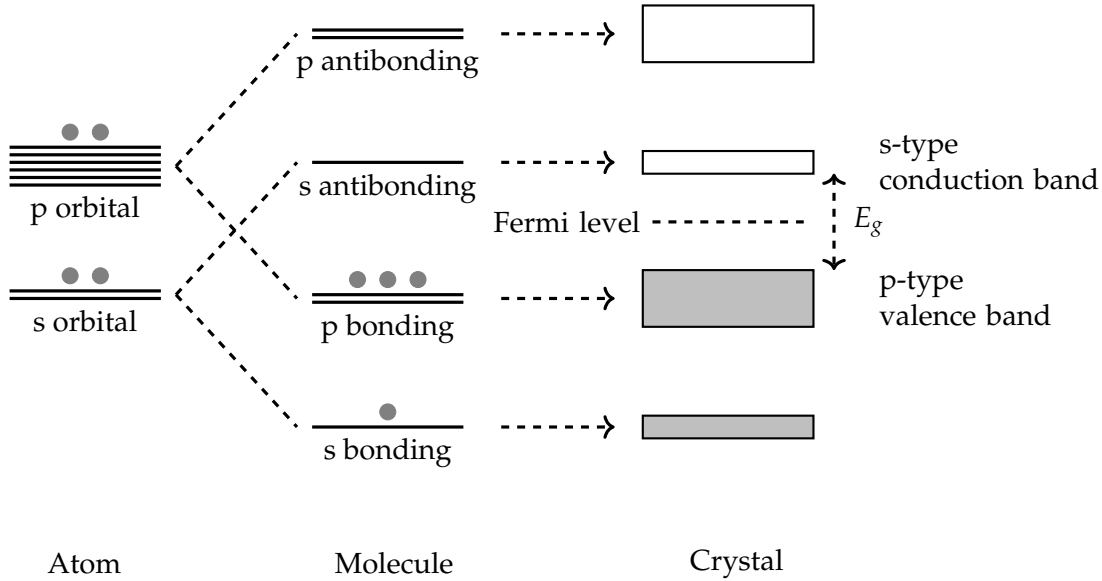 p antibonding
p orbital
s antibonding
s-type
conduction band
Fermi level
E_g
s orbital
p bonding
p-type
valence band
s bonding
Atom
Molecule
Crystal